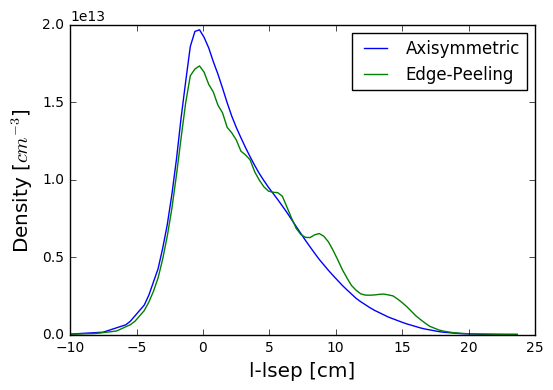 1e13
2.0
1.5
1.0
0.5
0.0
Density [cm⁻³]
Axisymmetric
Edge-Peeling
−10 −5 0 5 10 15 20 25
l-lsep [cm]